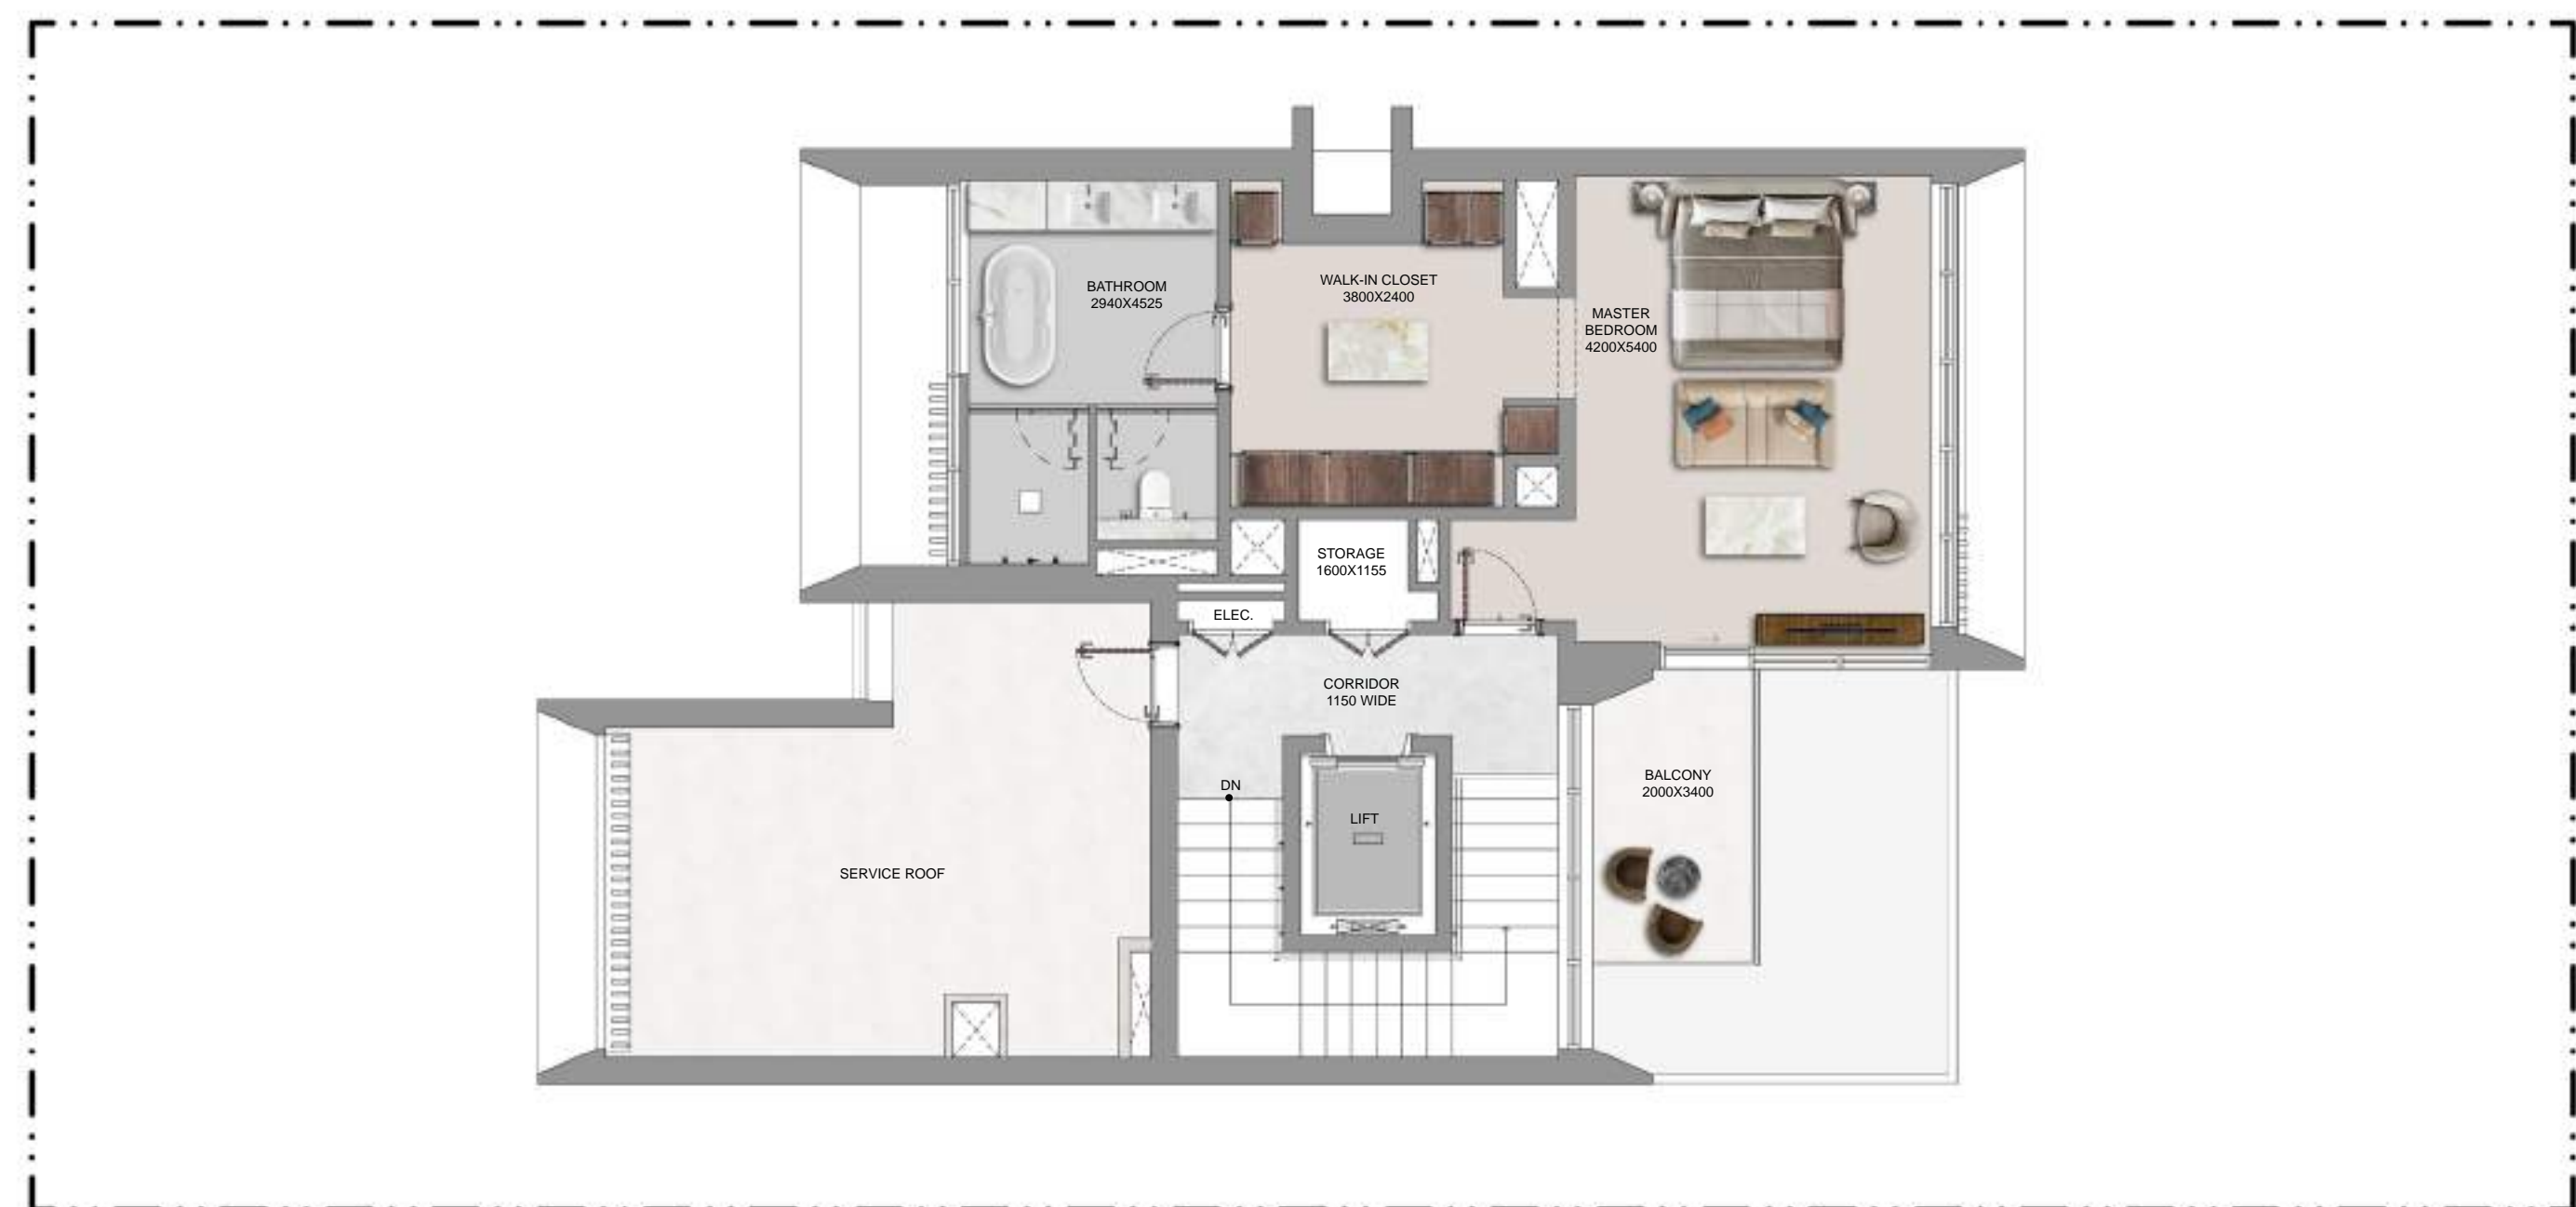 BATHROOM
2940X4525
WALK-IN CLOSET
3800X2400
MASTER
BEDROOM
4200X5400
STORAGE
1600X1155
ELEC.
CORRIDOR
1150 WIDE
DN
LIFT
BALCONY
2000X3400
SERVICE ROOF